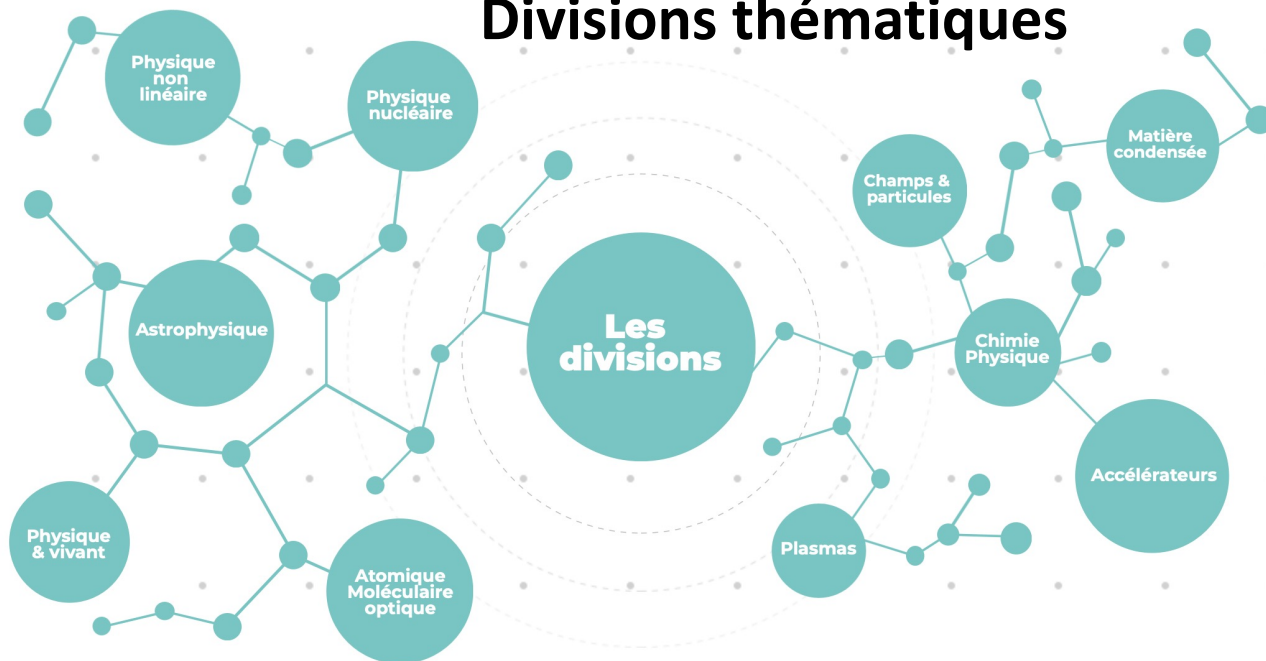 Divisions thématiques
Physique
non
linéaire
Physique
nucléaire
Astrophysique
Physique
& vivant
Atomique
Moléculaire
optique
Les
divisions
Champs &
particules
Matière
condensée
Chimie
Physique
Accélérateurs
Plasmas